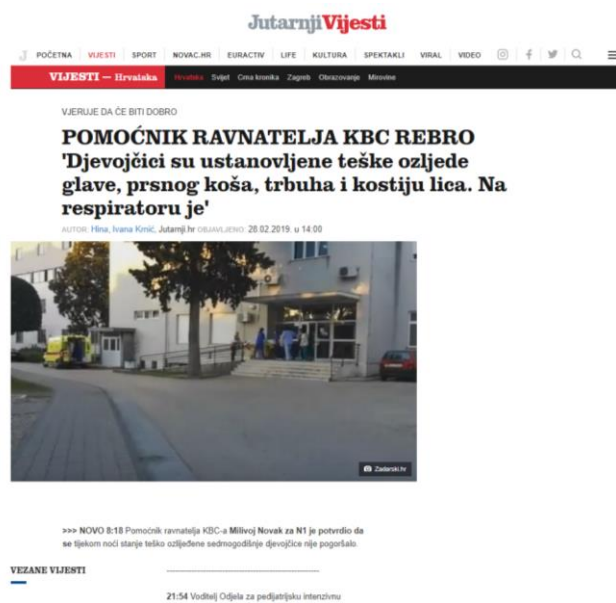 JutarnjiVijesti
J POČETNA VIJESTI SPORT NOVAC.HR EURACTIV LIFE KULTURA SPEKTAKLI VIRAL VIDEO
VIJESTI — Hrvatska Hrvatska Svijet Crna kronika Zagreb Obrazovanje Mirovine
VJERUJE DA ĆE BITI DOBRO
POMOĆNIK RAVNATELJA KBC REBRO
'Djevojčici su ustanovljene teške ozljede
glave, prsnog koša, trbuha i kostiju lica. Na
respiratoru je'
AUTOR: Hina, Ivana Krnić, Jutarnji.hr OBJAVLJENO: 28.02.2019. u 14:00
Zadarski.hr
>>> NOVO 8:18 Pomoćnik ravnatelja KBC-a Milivoj Novak za N1 je potvrdio da
se tijekom noći stanje teško ozlijeđene sedmogodišnje djevojčice nije pogoršalo.
VEZANE VIJESTI
21:54 Voditelj Odjela za pedijatrijsku intenzivnu